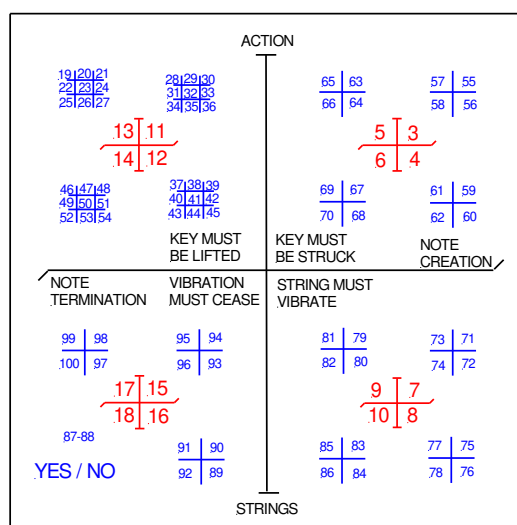 ACTION
19 20 21
22 23 24
25 26 27
28 29 30
31 32 33
34 35 36
65 63
66 64
57 55
58 56
13 11
14 12
5 3
6 4
46 47 48
49 50 51
52 53 54
37 38 39
40 41 42
43 44 45
69 67
70 68
61 59
62 60
KEY MUST
BE LIFTED
KEY MUST
BE STRUCK
NOTE
CREATION
NOTE
TERMINATION
VIBRATION
MUST CEASE
STRING MUST
VIBRATE
99 98
100 97
95 94
96 93
81 79
82 80
73 71
74 72
17 15
18 16
9 7
10 8
87-88
YES / NO
91 90
92 89
85 83
86 84
77 75
78 76
STRINGS